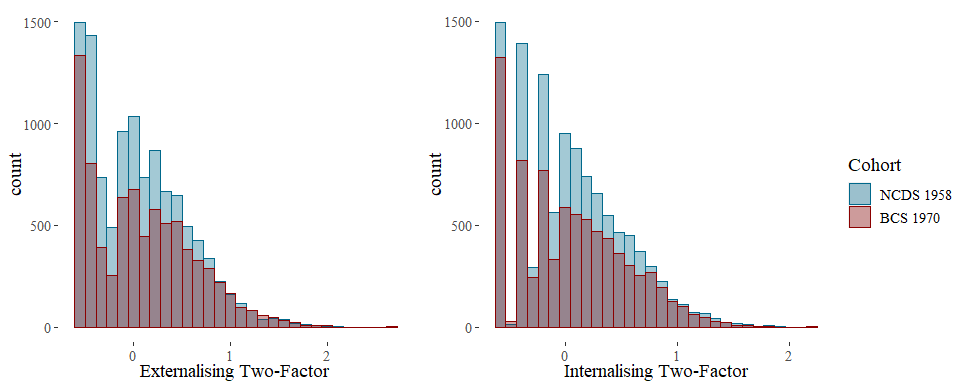 1500
1000
500
0
count
0 1 2
Externalising Two-Factor
1500
1000
500
0
count
0 1 2
Internalising Two-Factor
Cohort
NCDS 1958
BCS 1970